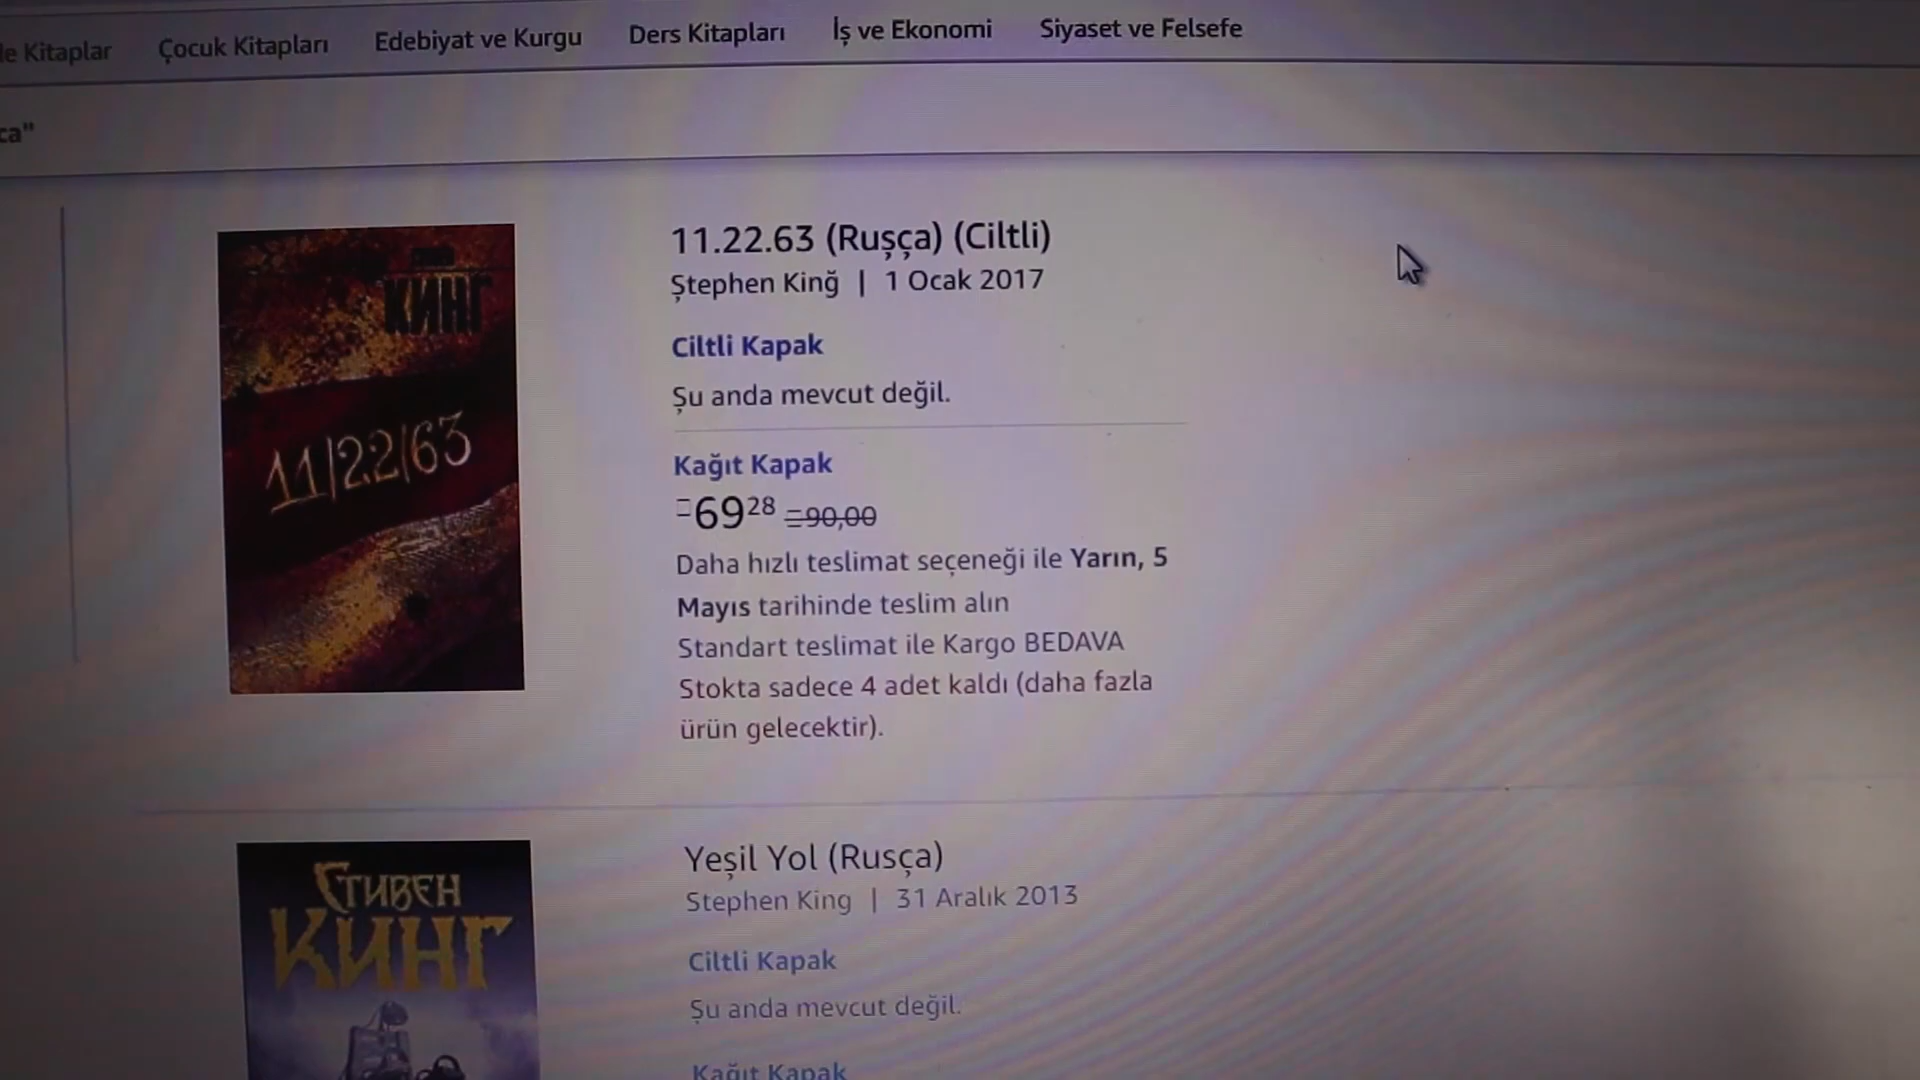 Kitaplar Çocuk Kitapları Edebiyat ve Kurgu Ders Kitapları İş ve Ekonomi Siyaset ve Felsefe
ca"
КИНГ
11/22/63
11.22.63 (Rusça) (Ciltli)
Ştephen Kinğ | 1 Ocak 2017
Ciltli Kapak
Şu anda mevcut değil.
Kağıt Kapak
6928 90,00
Daha hızlı teslimat seçeneği ile Yarın, 5
Mayıs tarihinde teslim alın
Standart teslimat ile Kargo BEDAVA
Stokta sadece 4 adet kaldı (daha fazla
ürün gelecektir).
СТИВЕН
КИНГ
Yeşil Yol (Rusça)
Stephen King | 31 Aralık 2013
Ciltli Kapak
Şu anda mevcut değil.
Kağıt Kapak